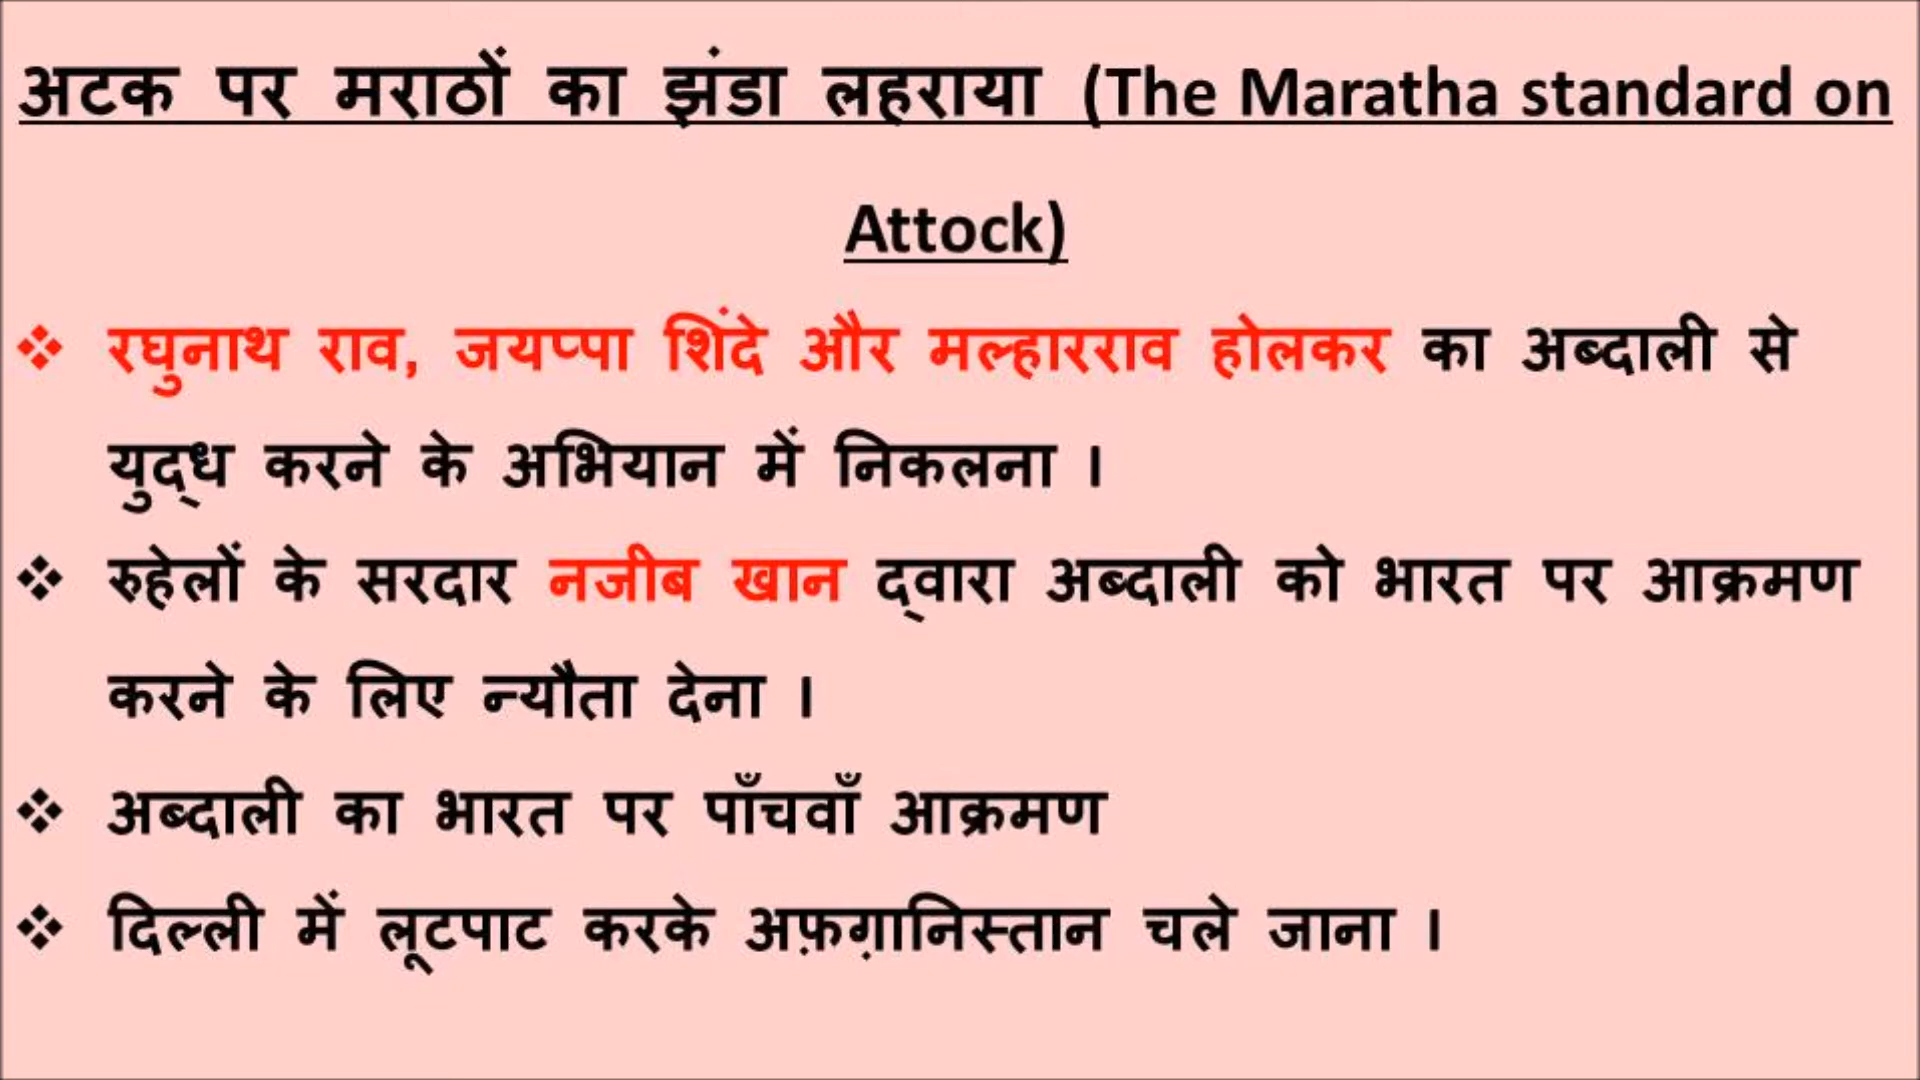 अटक पर मराठों का झंडा लहराया (The Maratha standard on
Attock)
❖ रघुनाथ राव, जयप्पा शिंदे और मल्हारराव होलकर का अब्दाली से
युद्ध करने के अभियान में निकलना ।
❖ रुहेलों के सरदार नजीब खान द्वारा अब्दाली को भारत पर आक्रमण
करने के लिए न्यौता देना ।
❖ अब्दाली का भारत पर पाँचवाँ आक्रमण
❖ दिल्ली में लूटपाट करके अफ़ग़ानिस्तान चले जाना ।